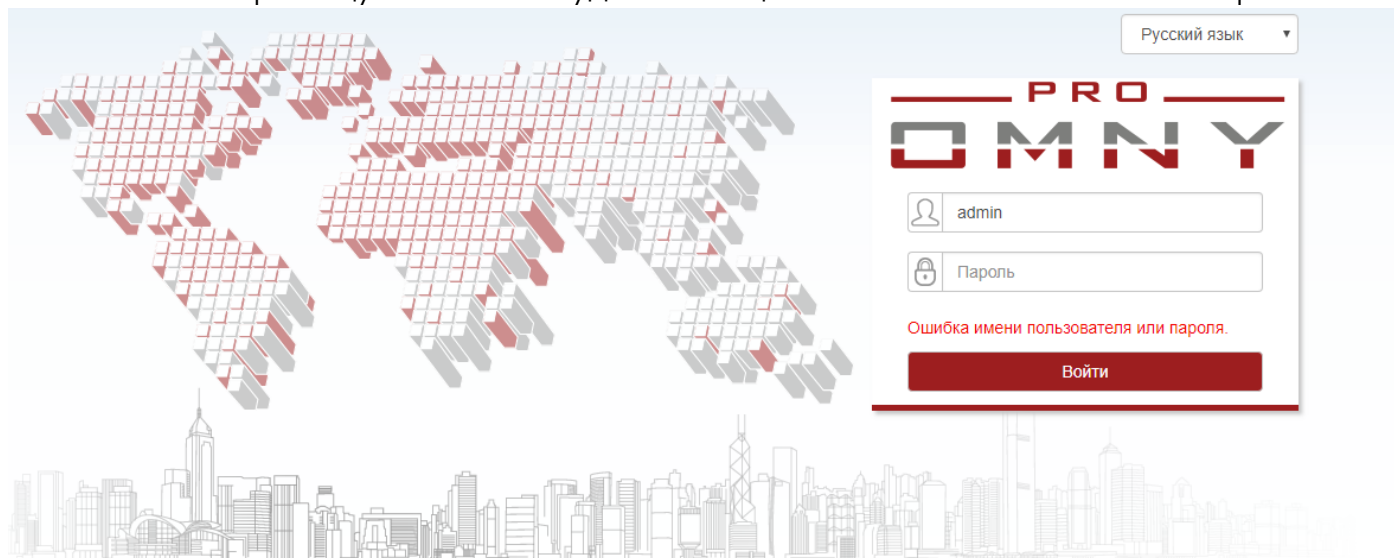 Русский язык
PRO
OMNY
admin
Пароль
Ошибка имени пользователя или пароля.
Войти